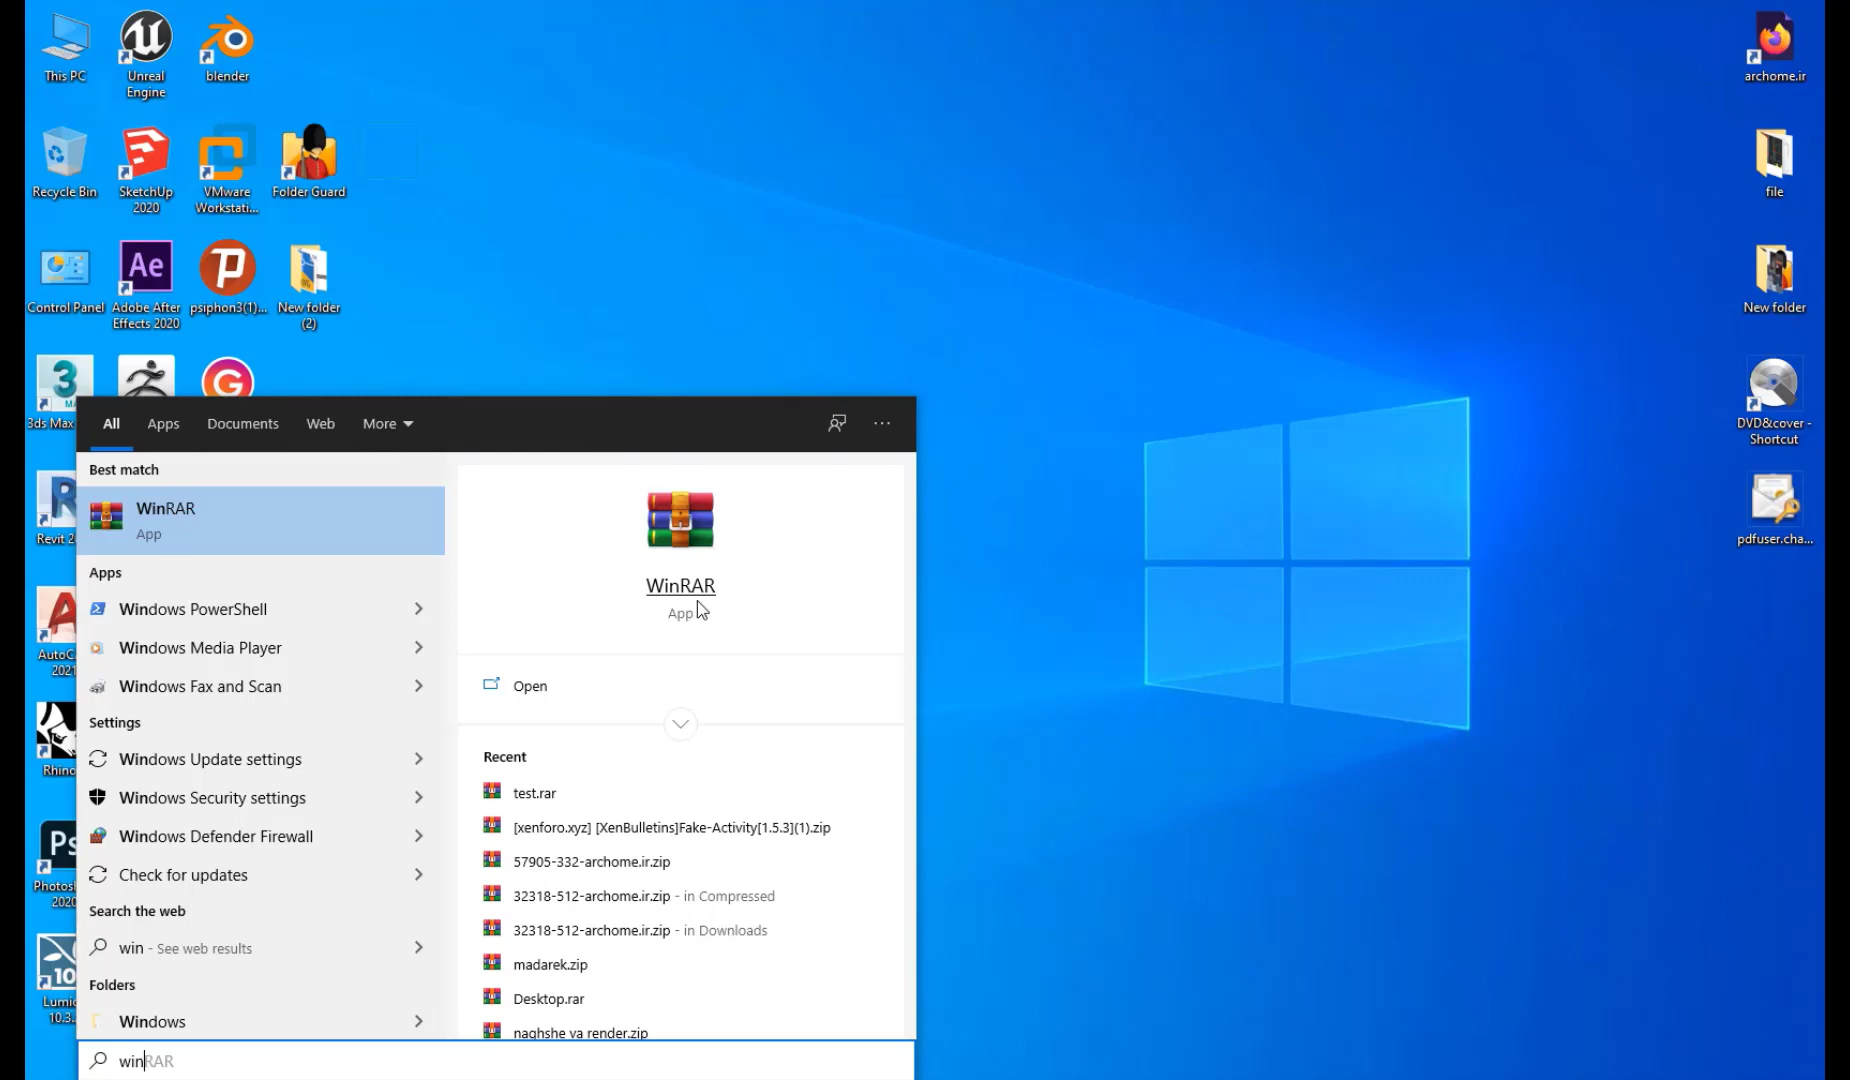 This PC
Unreal
Engine
blender
archome.ir
Recycle Bin
SketchUp
2020
VMware
Workstati...
Folder Guard
file
Control Panel
Ae
Adobe After
Effects 2020
psiphon3(1)...
New folder
(2)
New folder
3ds Max
DVD&cover -
Shortcut
Revit 2
pdfuser.cha...
AutoC
2021
Rhino
Ps
Photos
2020
10
Lumio
10.3.
All
Apps
Documents
Web
More
Best match
WinRAR
App
Apps
Windows PowerShell
Windows Media Player
Windows Fax and Scan
Settings
Windows Update settings
Windows Security settings
Windows Defender Firewall
Check for updates
Search the web
win - See web results
Folders
Windows
winRAR
WinRAR
App
Open
Recent
test.rar
[xenforo.xyz] [XenBulletins]Fake-Activity[1.5.3](1).zip
57905-332-archome.ir.zip
32318-512-archome.ir.zip - in Compressed
32318-512-archome.ir.zip - in Downloads
madarek.zip
Desktop.rar
naghshe va render.zip